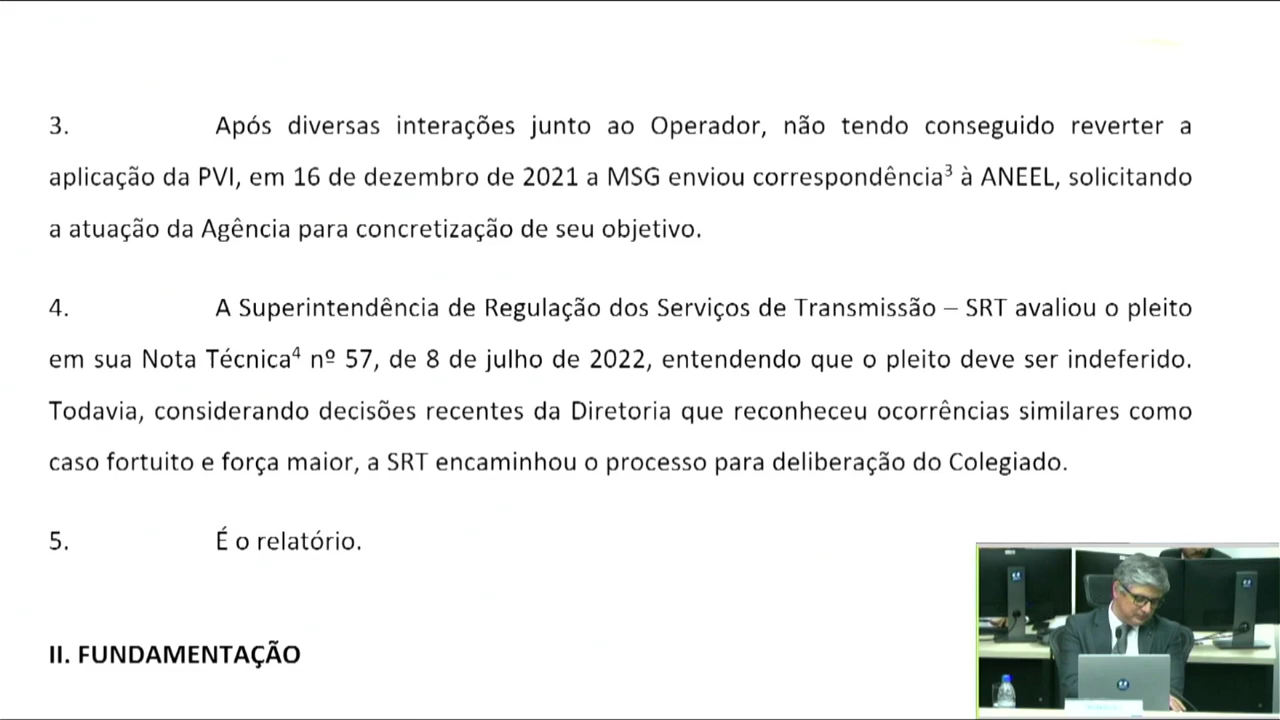 3. Após diversas interações junto ao Operador, não tendo conseguido reverter a
aplicação da PVI, em 16 de dezembro de 2021 a MSG enviou correspondência³ à ANEEL, solicitando
a atuação da Agência para concretização de seu objetivo.
4. A Superintendência de Regulação dos Serviços de Transmissão – SRT avaliou o pleito
em sua Nota Técnica⁴ nº 57, de 8 de julho de 2022, entendendo que o pleito deve ser indeferido.
Todavia, considerando decisões recentes da Diretoria que reconheceu ocorrências similares como
caso fortuito e força maior, a SRT encaminhou o processo para deliberação do Colegiado.
5. É o relatório.
II. FUNDAMENTAÇÃO